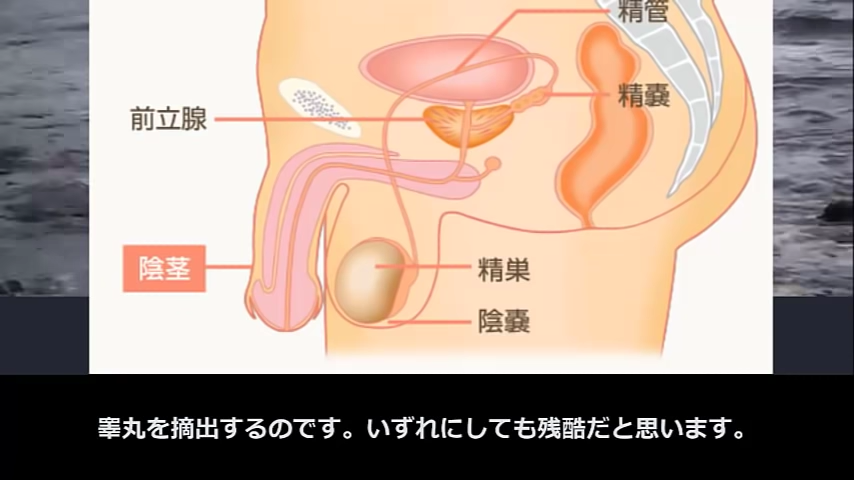 精管
精嚢
前立腺
陰茎
精巣
陰嚢
睾丸を摘出するのです。いずれにしても残酷だと思います。